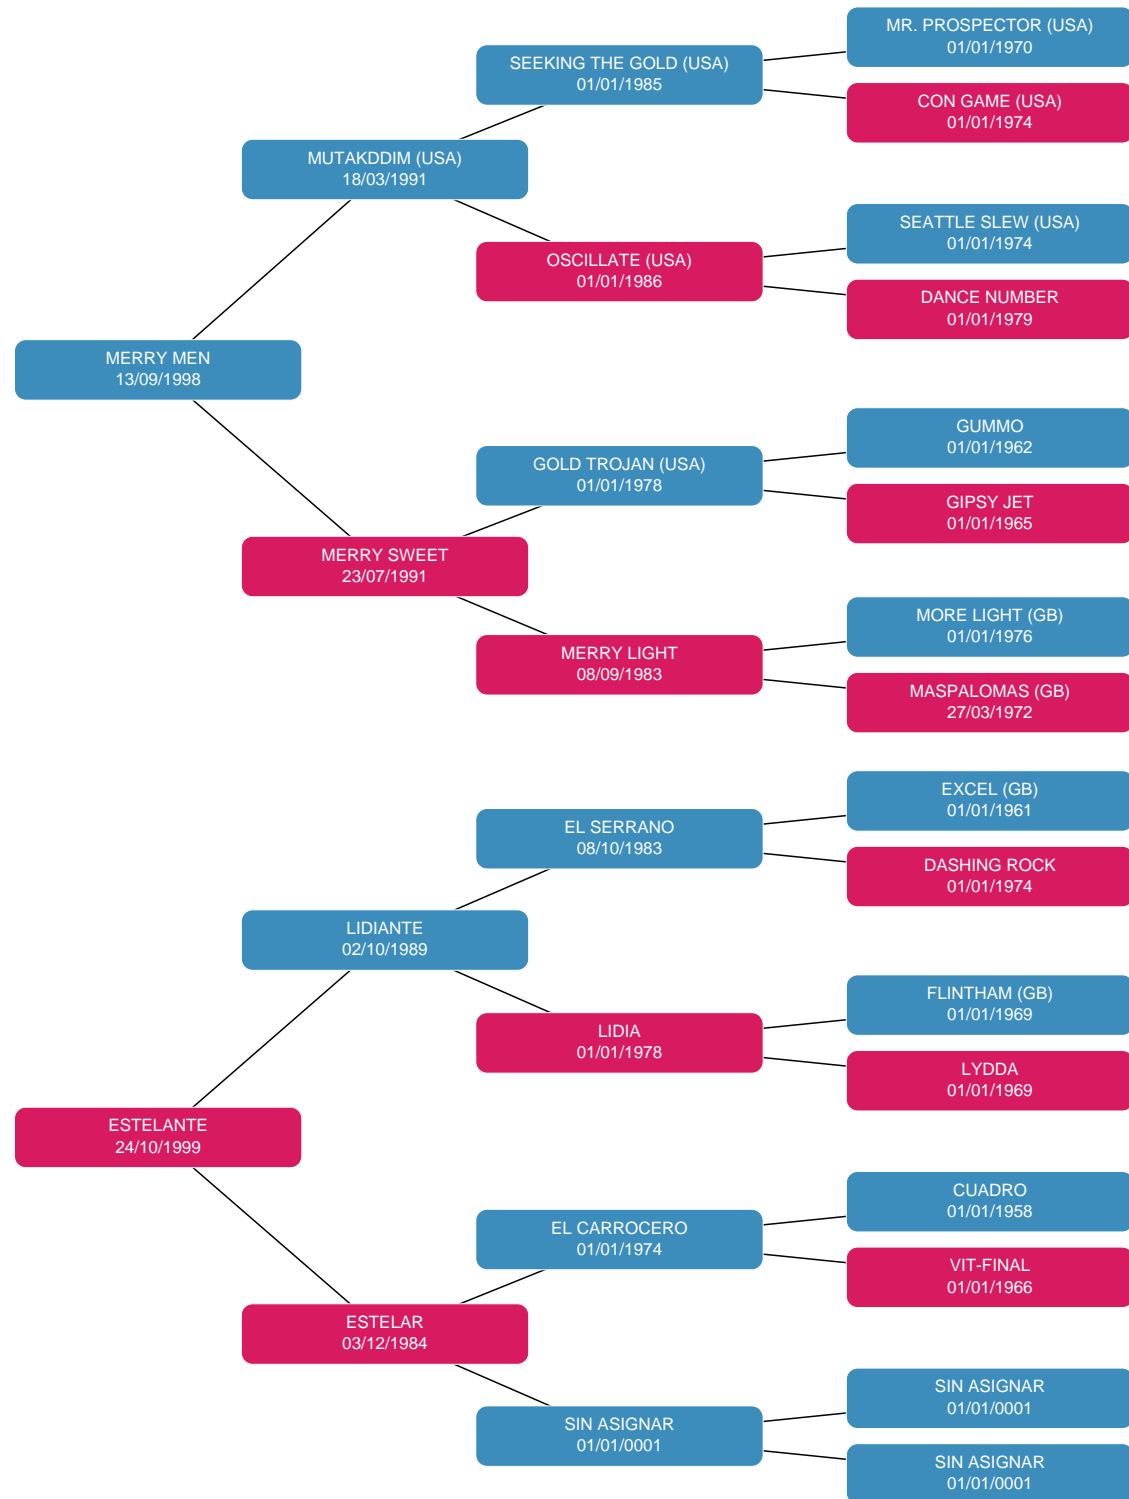 MR. PROSPECTOR (USA)
01/01/1970
SEEKING THE GOLD (USA)
01/01/1985
CON GAME (USA)
01/01/1974
MUTAKDDIM (USA)
18/03/1991
SEATTLE SLEW (USA)
01/01/1974
OSCILLATE (USA)
01/01/1986
DANCE NUMBER
01/01/1979
MERRY MEN
13/09/1998
GUMMO
01/01/1962
GOLD TROJAN (USA)
01/01/1978
GIPSY JET
01/01/1965
MERRY SWEET
23/07/1991
MORE LIGHT (GB)
01/01/1976
MERRY LIGHT
08/09/1983
MASPALOMAS (GB)
27/03/1972
EXCEL (GB)
01/01/1961
EL SERRANO
08/10/1983
DASHING ROCK
01/01/1974
LIDIANTE
02/10/1989
FLINTHAM (GB)
01/01/1969
LIDIA
01/01/1978
LYDDA
01/01/1969
ESTELANTE
24/10/1999
CUADRO
01/01/1958
EL CARROCERO
01/01/1974
VIT-FINAL
01/01/1966
ESTELAR
03/12/1984
SIN ASIGNAR
01/01/0001
SIN ASIGNAR
01/01/0001
SIN ASIGNAR
01/01/0001